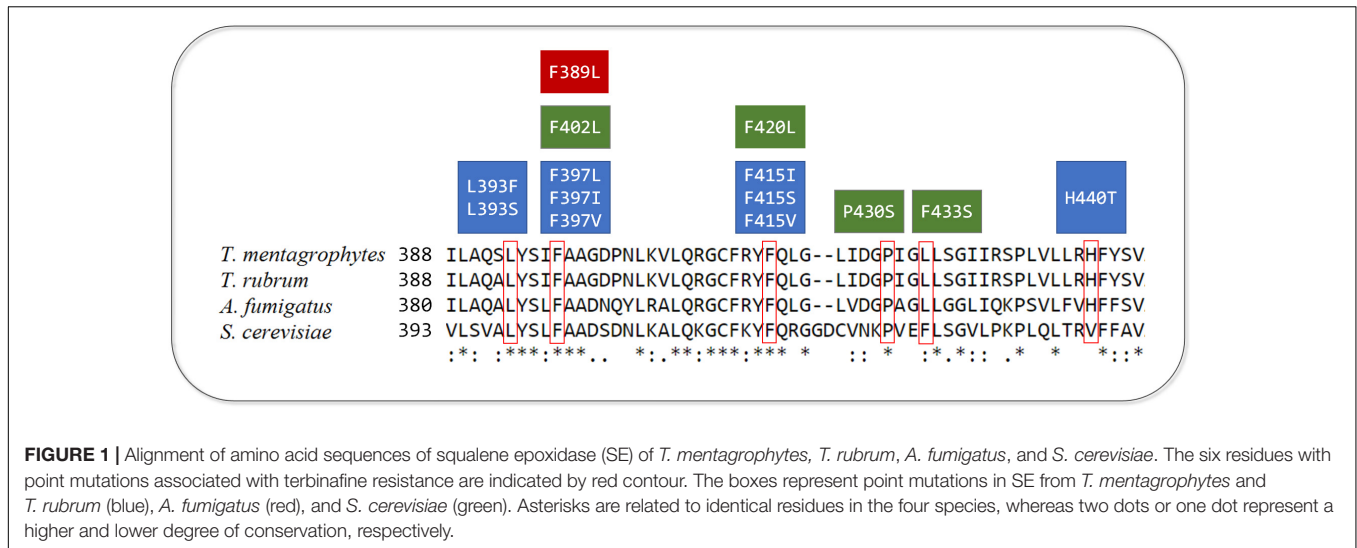 F389L
F402L F420L
L393F F397L F415I
L393S F397I F415S P430S F433S H440T
F397V F415V
T. mentagrophytes 388 ILAQSLYSIFAAGDPNLKVLQRGCFRYFQLG--LIDGPIGLLSGIIRSPLVLLRHFYSV
T. rubrum 388 ILAQALYSIFAAGDPNLKVLQRGCFRYFQLG--LIDGPIGLLSGIIRSPLVLLRHFYSV
A. fumigatus 380 ILAQALYSLFAADNQYLRALQRGCFRYFQLG--LVDGPAGLLGGLIQKPSVLFVHFFSV
S. cerevisiae 393 VLSVALYSLFAADSDNLKALQKGCFKYFQRGGDCVNKPVEFLSGVLPKPLQLTRVFFAV
:*: :***:***.. *:.**:***:*** * :: * :*.*:: .* * *::*
FIGURE 1 | Alignment of amino acid sequences of squalene epoxidase (SE) of T. mentagrophytes, T. rubrum, A. fumigatus, and S. cerevisiae. The six residues with
point mutations associated with terbinafine resistance are indicated by red contour. The boxes represent point mutations in SE from T. mentagrophytes and
T. rubrum (blue), A. fumigatus (red), and S. cerevisiae (green). Asterisks are related to identical residues in the four species, whereas two dots or one dot represent a
higher and lower degree of conservation, respectively.